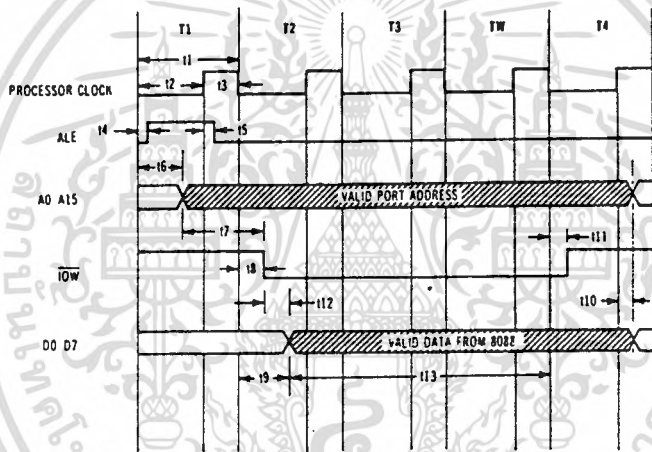 T1 T2 T3 TW T4
t1
t2 t3
PROCESSOR CLOCK
t4 t5
ALE
t6
A0 A15 VALID PORT ADDRESS
t7 t11
IOW t8
t12 t10
D0 D7 VALID DATA FROM 8088
t9 t13